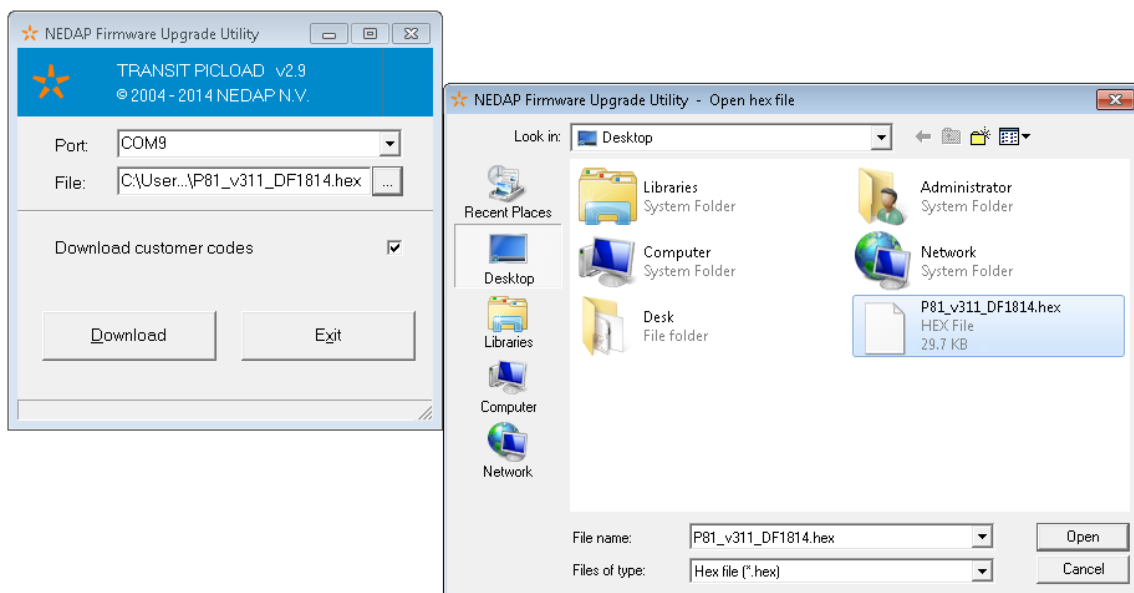 NEDAP Firmware Upgrade Utility
TRANSIT PICLOAD v2.9
© 2004 - 2014 NEDAP N.V.
Port: COM9
File: C:\User...\P81_v311_DF1814.hex ...
Download customer codes
Download Exit
NEDAP Firmware Upgrade Utility - Open hex file
Look in: Desktop
Recent Places
Desktop
Libraries
Computer
Network
Libraries
System Folder
Administrator
System Folder
Computer
System Folder
Network
System Folder
Desk
File folder
P81_v311_DF1814.hex
HEX File
29.7 KB
File name: P81_v311_DF1814.hex Open
Files of type: Hex file (*.hex) Cancel